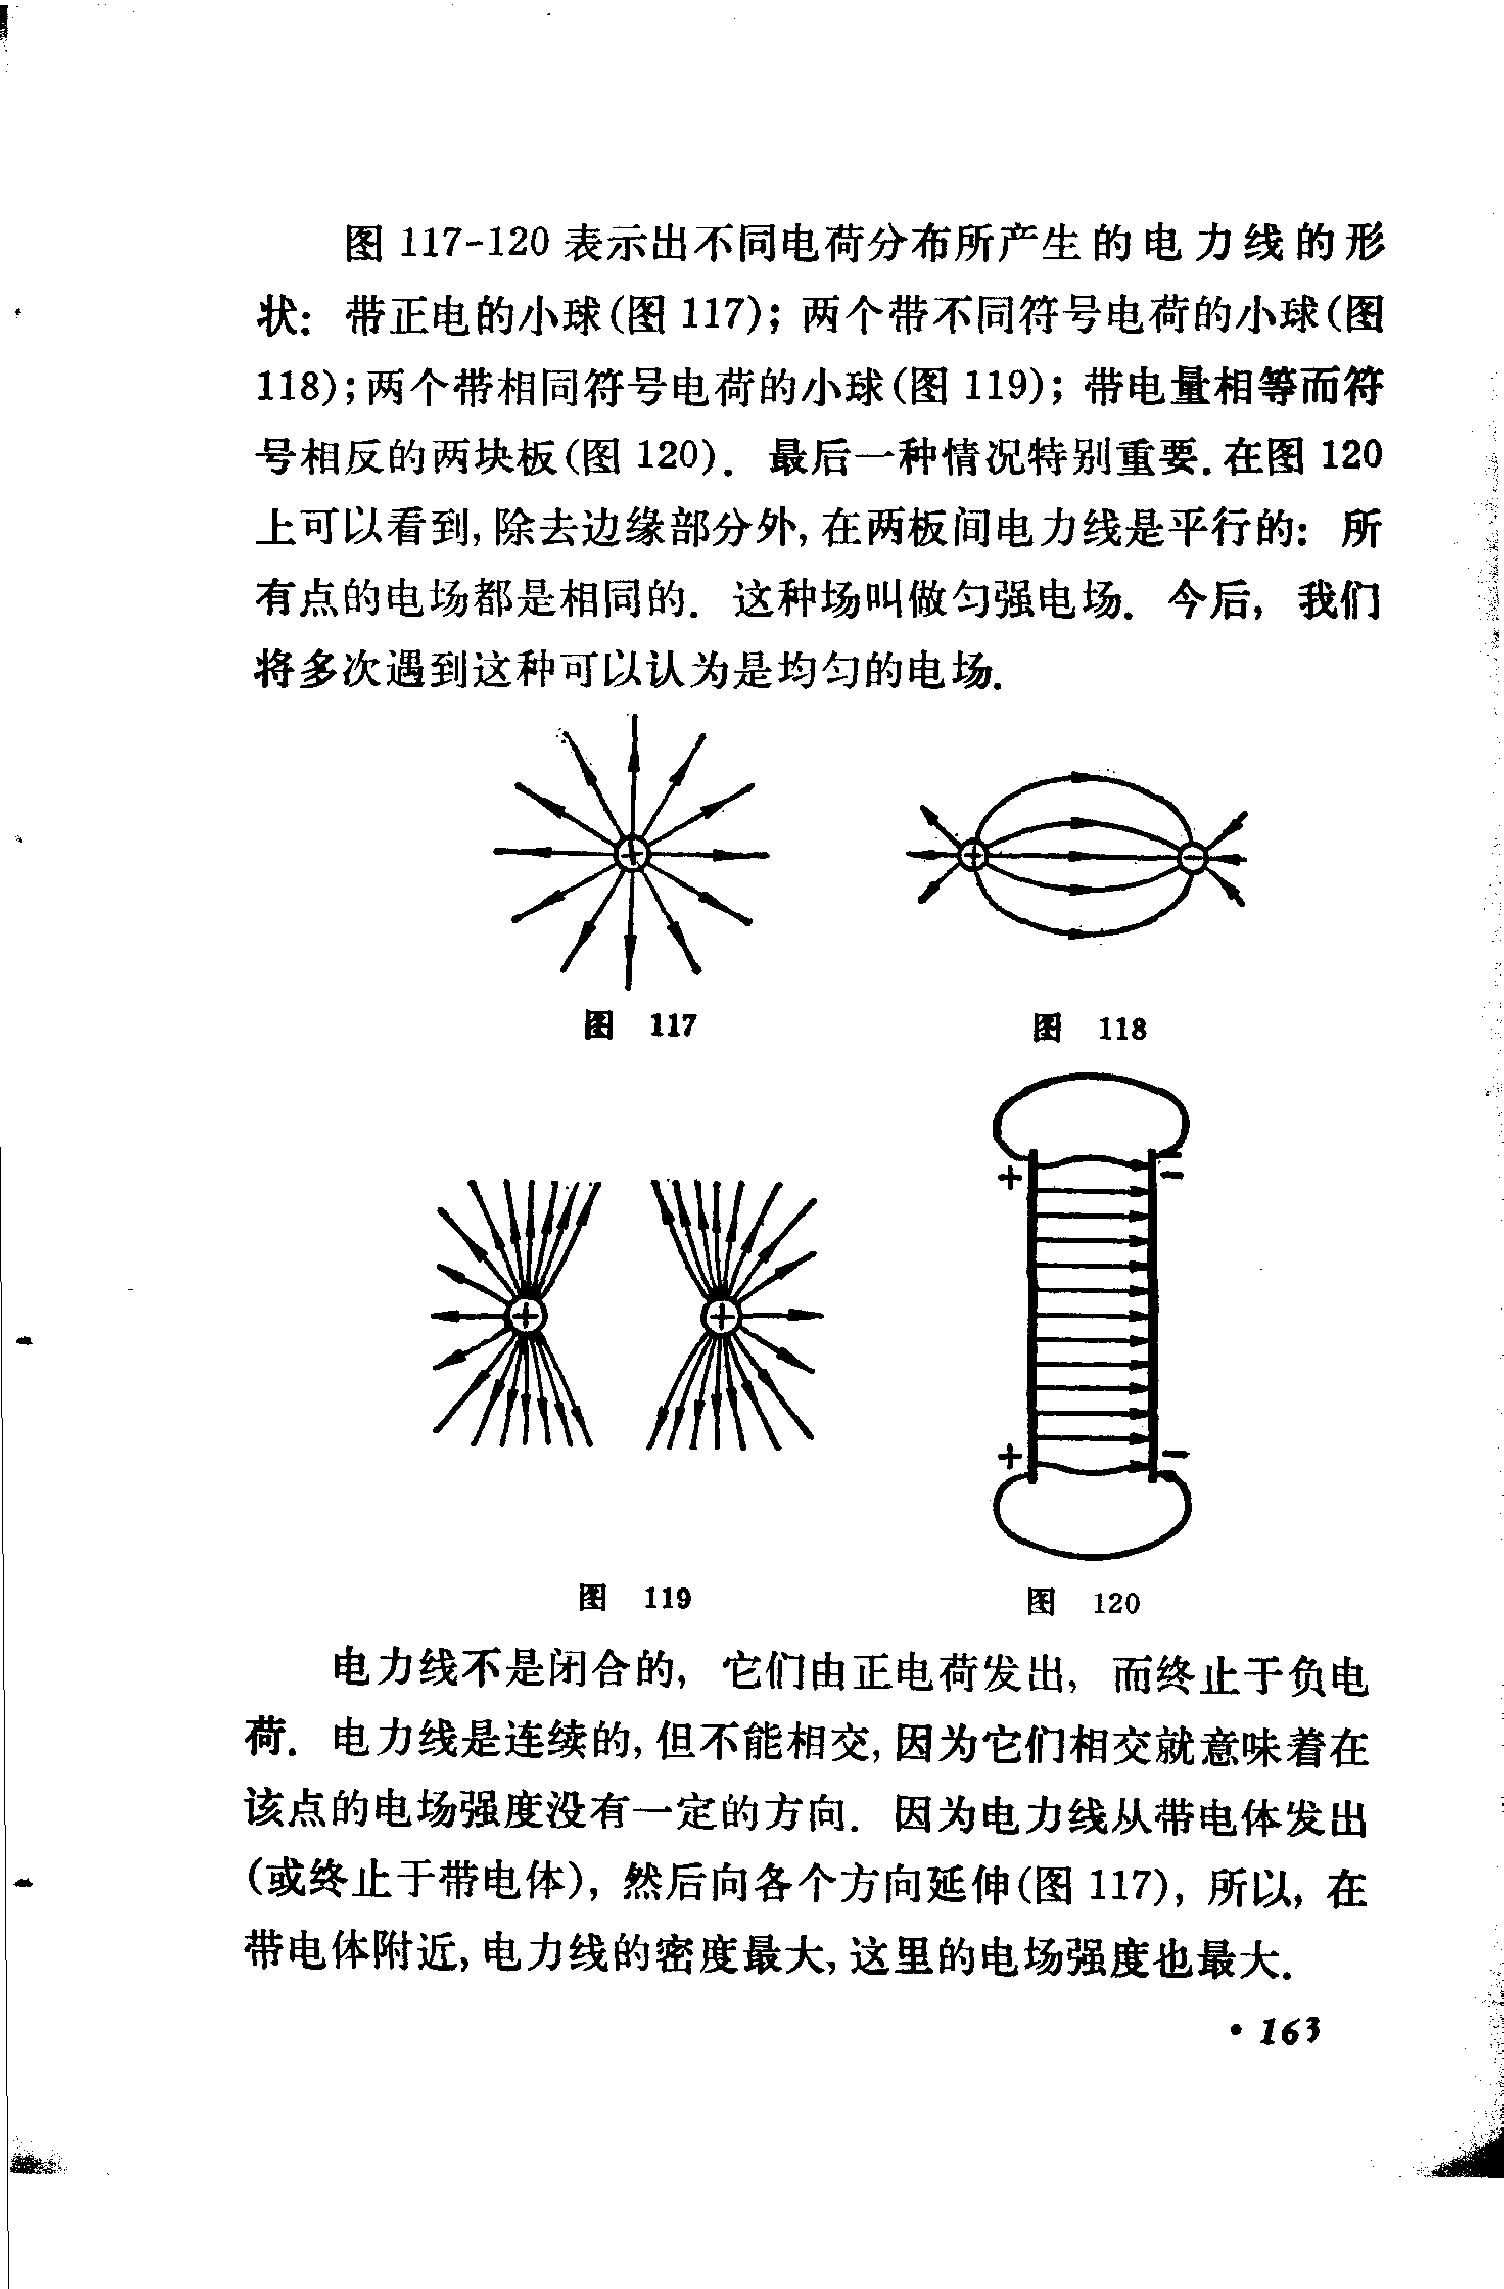 图 117-120 表示出不同电荷分布所产生的电力线的形
状: 带正电的小球(图 117); 两个带不同符号电荷的小球(图
118); 两个带相同符号电荷的小球(图 119); 带电量相等而符
号相反的两块板(图 120). 最后一种情况特别重要. 在图 120
上可以看到, 除去边缘部分外, 在两板间电力线是平行的: 所
有点的电场都是相同的. 这种场叫做匀强电场. 今后, 我们
将多次遇到这种可以认为是均匀的电场.
+
+ −
图 117
图 118
+ −
+ +
+ −
图 119
图 120
电力线不是闭合的, 它们由正电荷发出, 而终止于负电
荷. 电力线是连续的, 但不能相交, 因为它们相交就意味着在
该点的电场强度没有一定的方向. 因为电力线从带电体发出
(或终止于带电体), 然后向各个方向延伸(图 117), 所以, 在
带电体附近, 电力线的密度最大, 这里的电场强度也最大.
• 163